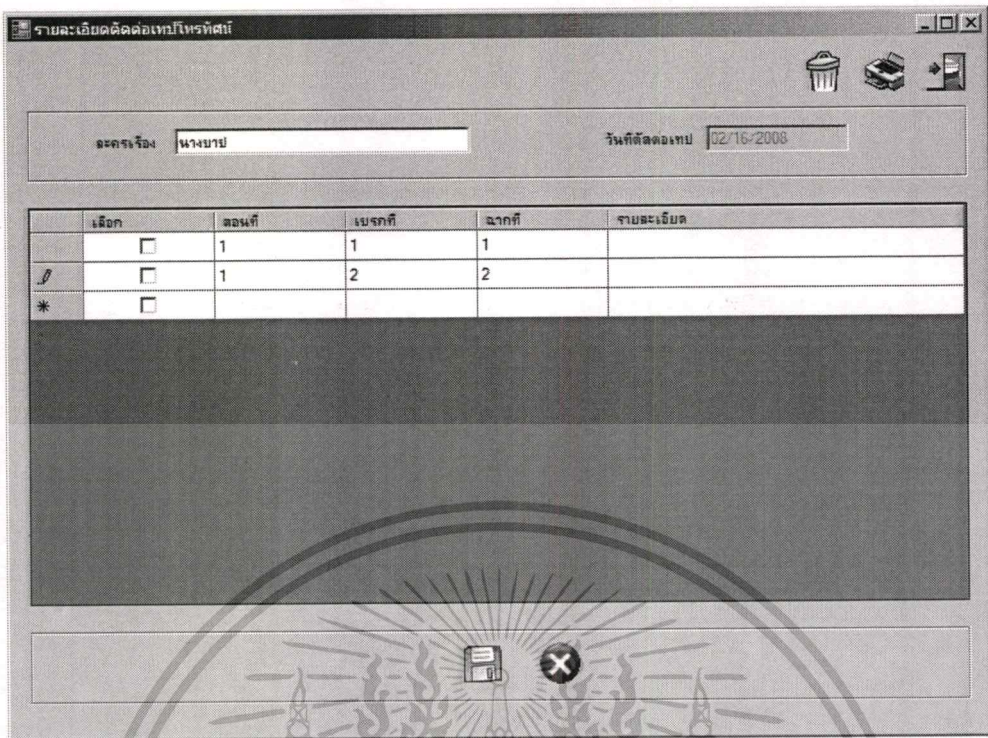 รายละเอียดตัดต่อเทปโทรทัศน์
ละครเรื่อง นางบาป วันที่ตัดต่อเทป 02/16/2008
เลือก ตอนที่ เบรกที่ ฉากที่ รายละเอียด
1 1 1
1 2 2